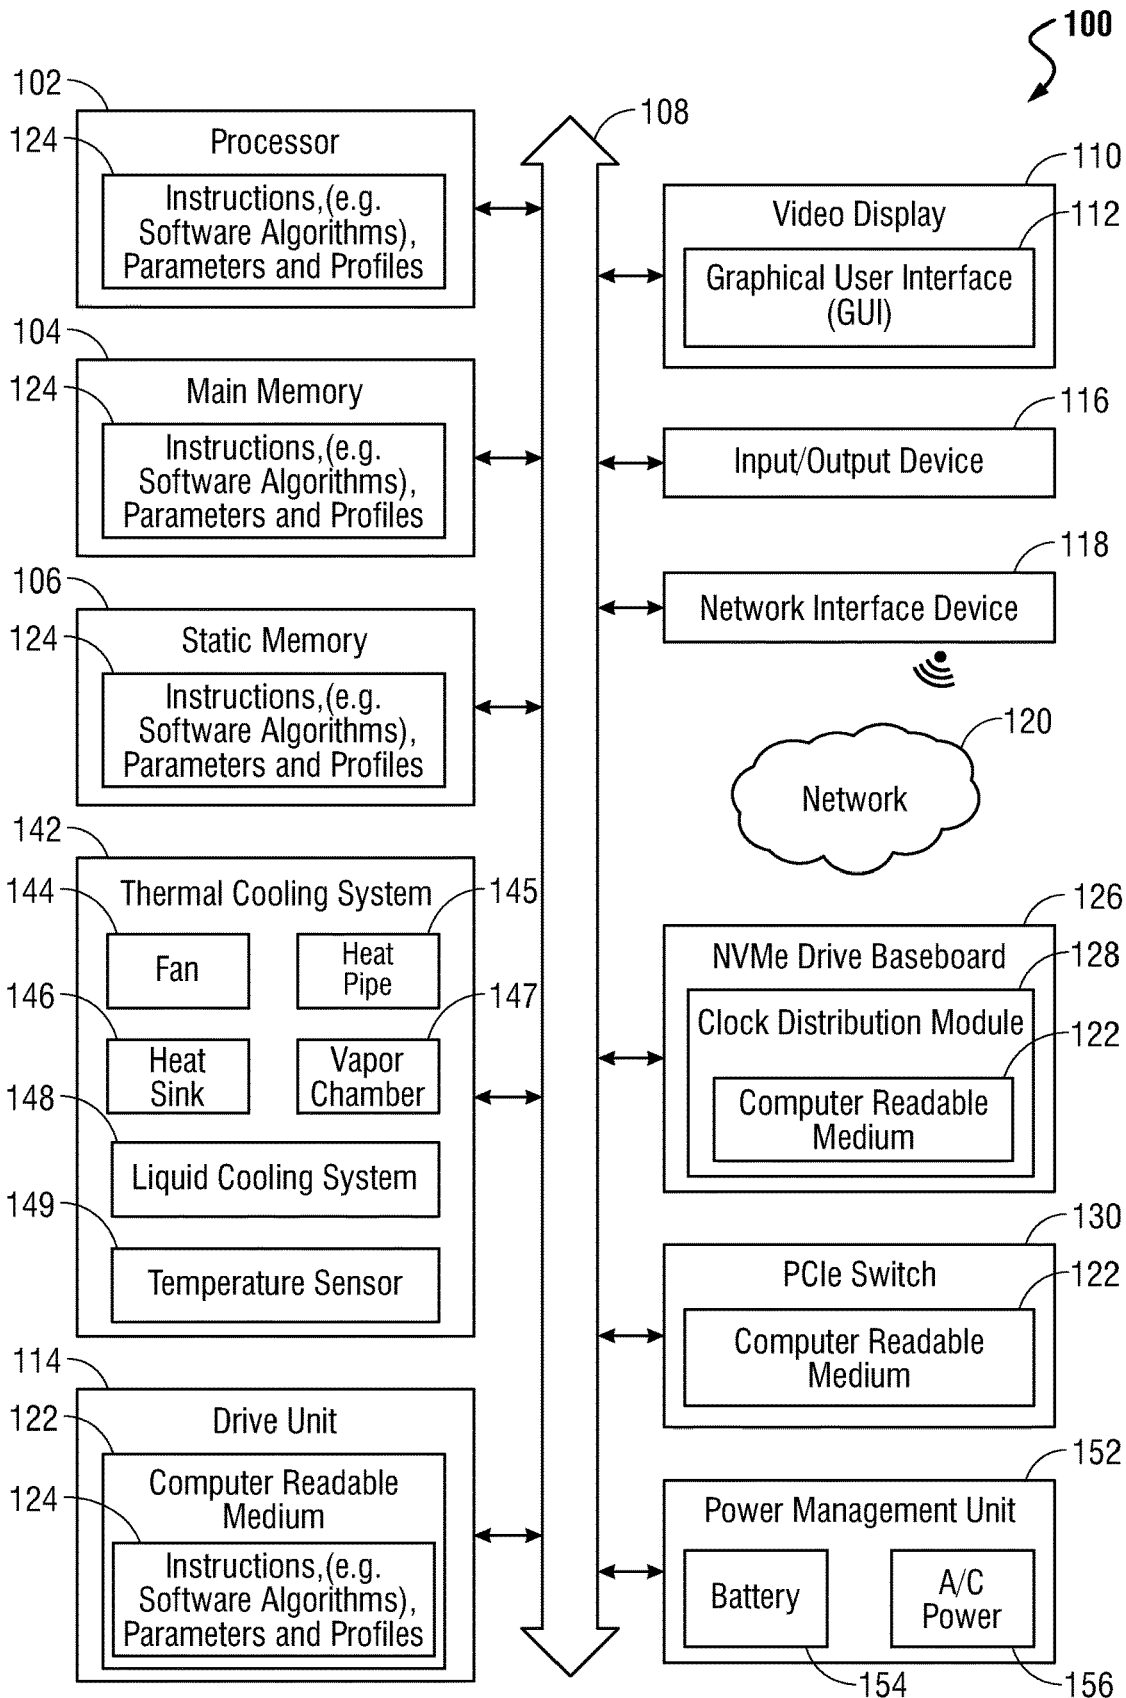 100
102
124
Processor
Instructions,(e.g.
Software Algorithms),
Parameters and Profiles
104
124
Main Memory
Instructions,(e.g.
Software Algorithms),
Parameters and Profiles
106
124
Static Memory
Instructions,(e.g.
Software Algorithms),
Parameters and Profiles
142
Thermal Cooling System
144
Fan
145
Heat
Pipe
146
Heat
Sink
147
Vapor
Chamber
148
Liquid Cooling System
149
Temperature Sensor
114
Drive Unit
122
Computer Readable
Medium
124
Instructions,(e.g.
Software Algorithms),
Parameters and Profiles
108
110
Video Display
112
Graphical User Interface
(GUI)
116
Input/Output Device
118
Network Interface Device
120
Network
126
NVMe Drive Baseboard
128
Clock Distribution Module
122
Computer Readable
Medium
130
PCIe Switch
122
Computer Readable
Medium
152
Power Management Unit
Battery
A/C
Power
154
156